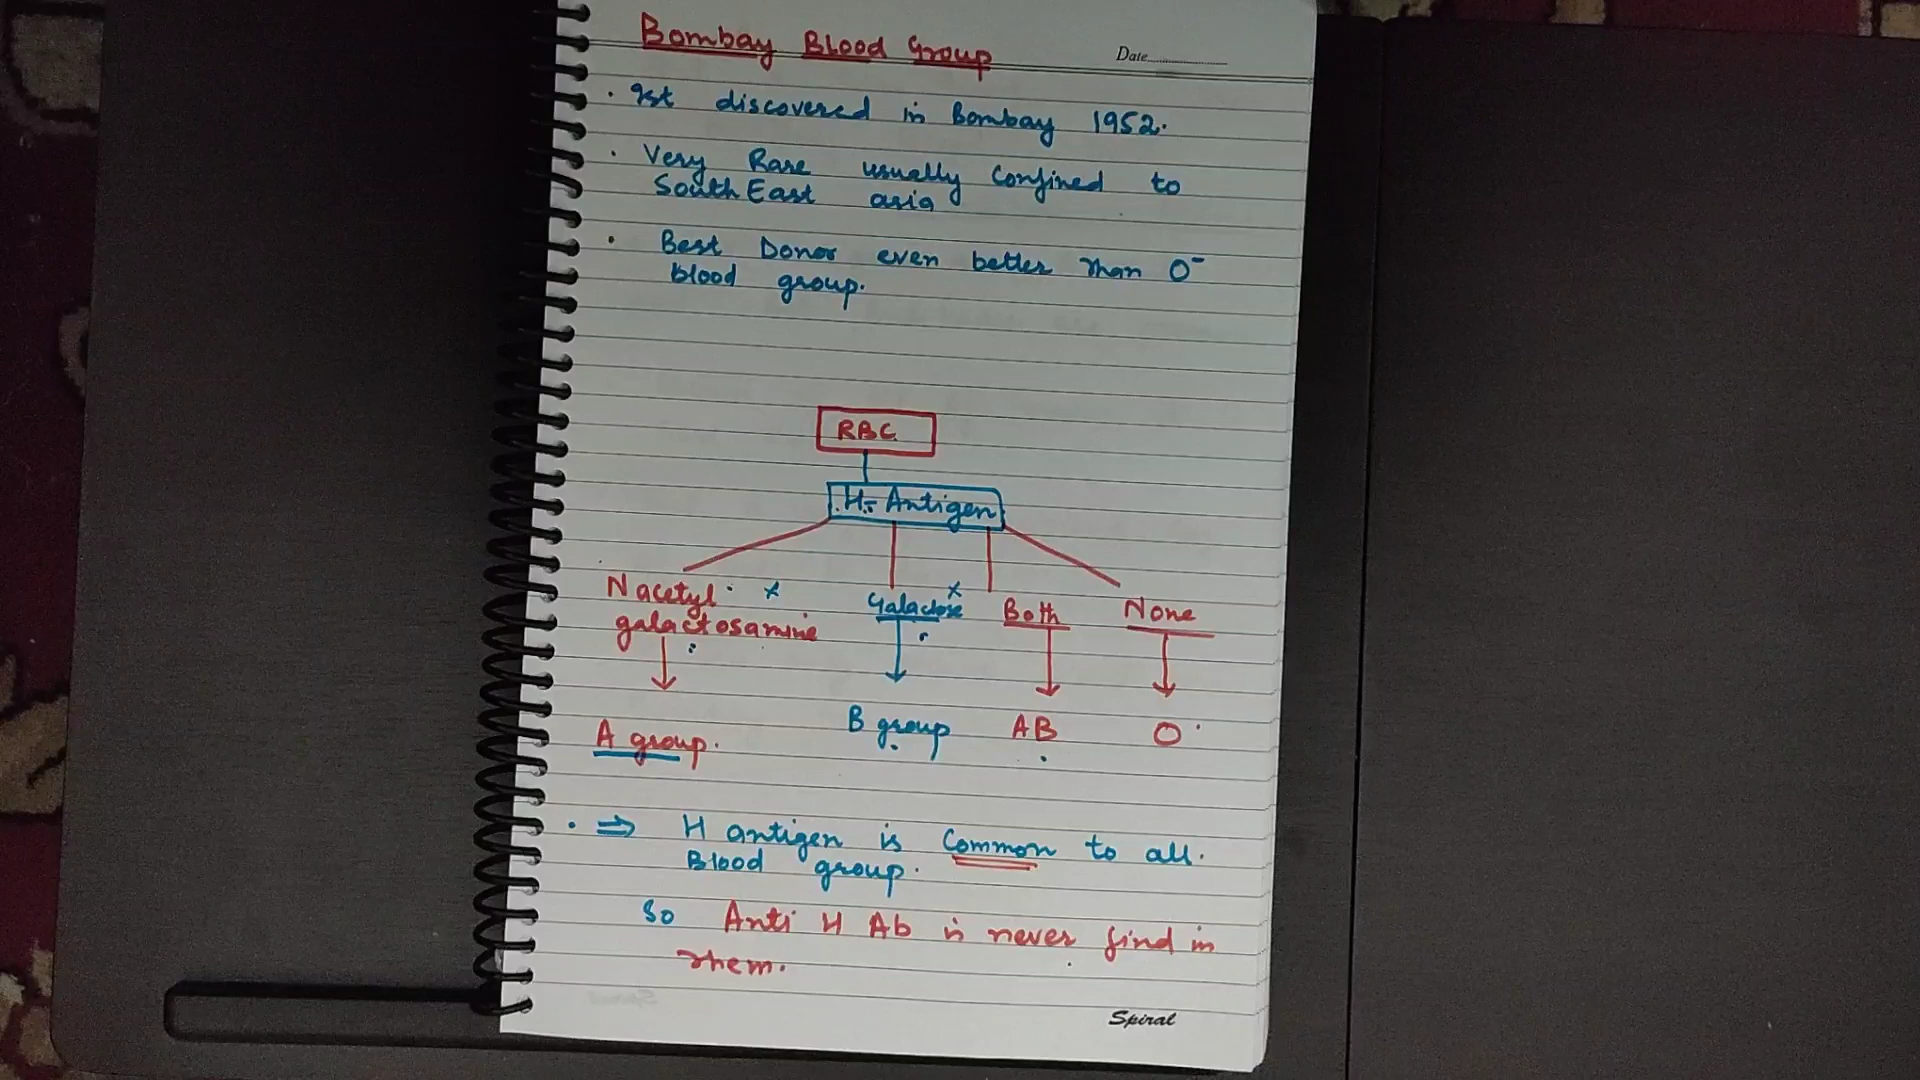 Bombay Blood Group
Date
· 1st discovered in Bombay 1952.
· Very Rare usually confined to
South East asia
· Best Donor even better than O⁻
blood group.
RBC
H- Antigen
N acetyl
galactosamine
Galactose
Both
None
A group.
B group
AB
O
· ⇒ H antigen is Common to all.
Blood group.
So Anti H Ab is never find in
them.
Spiral